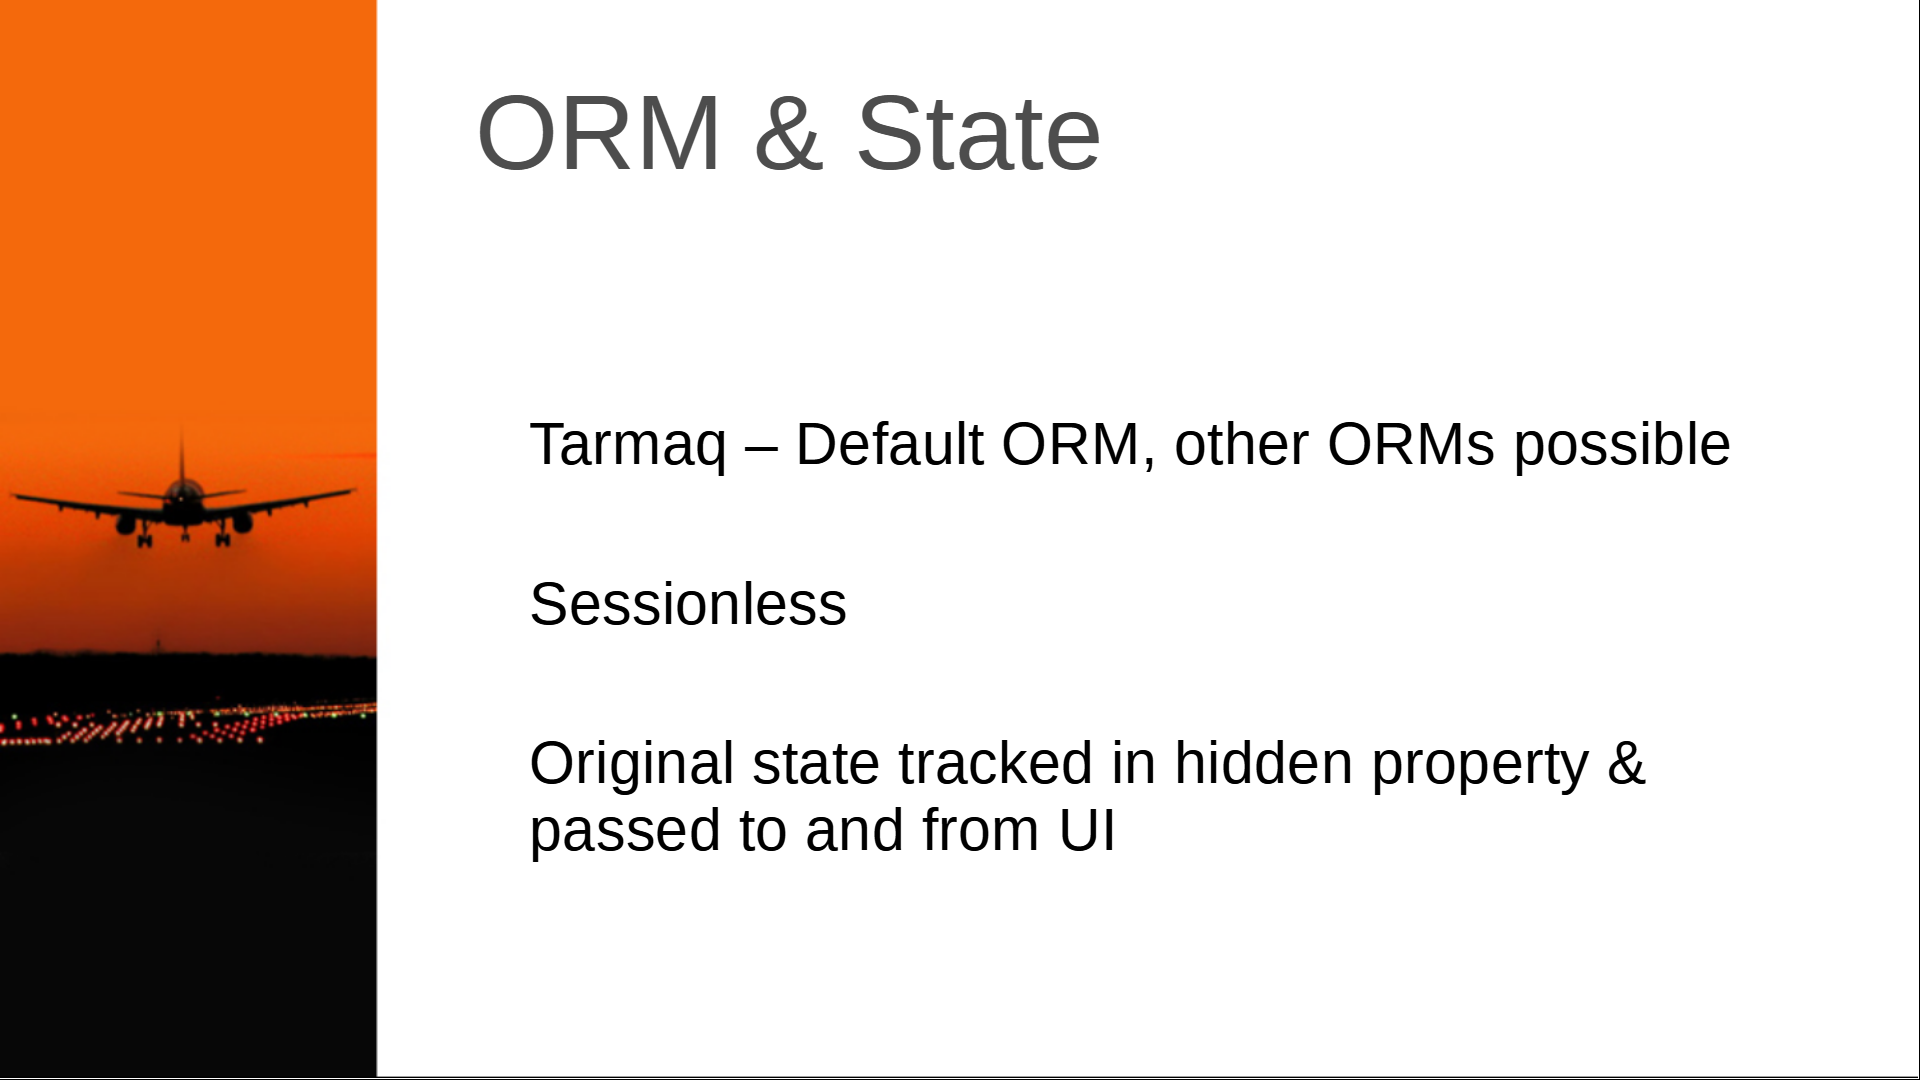 ORM & State
Tarmaq – Default ORM, other ORMs possible
Sessionless
Original state tracked in hidden property &
passed to and from UI